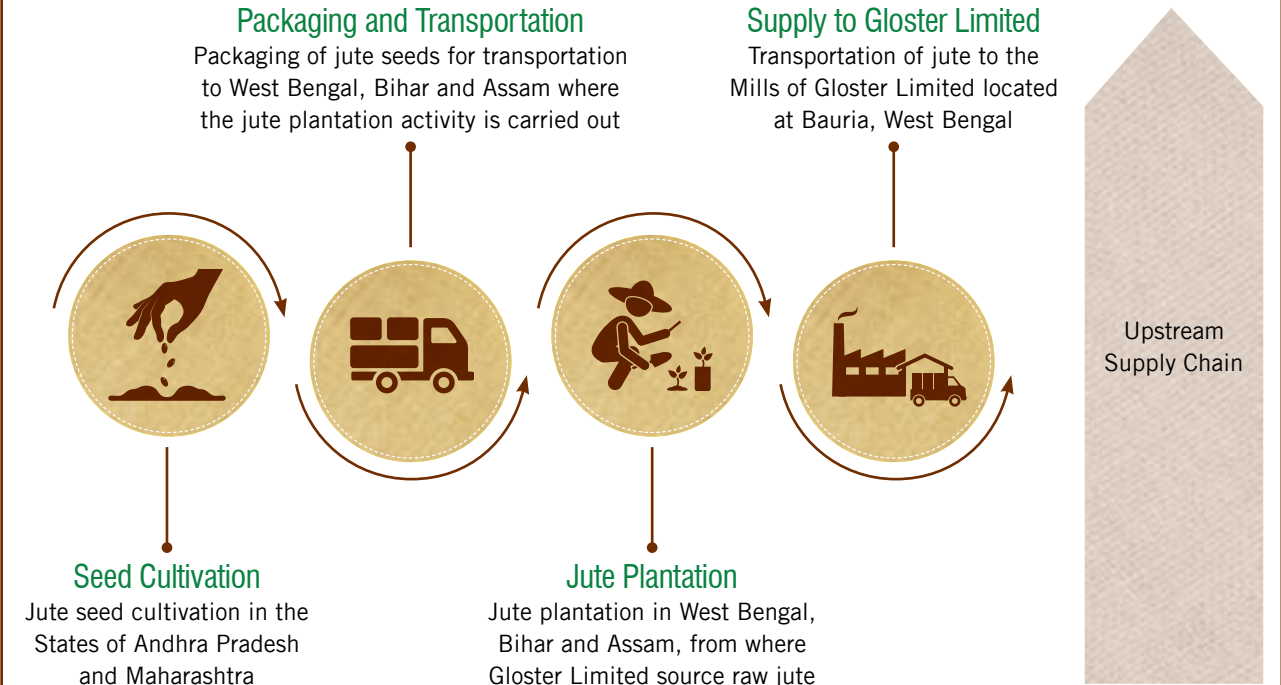 Packaging and Transportation
Packaging of jute seeds for transportation
to West Bengal, Bihar and Assam where
the jute plantation activity is carried out
Supply to Gloster Limited
Transportation of jute to the
Mills of Gloster Limited located
at Bauria, West Bengal
Upstream
Supply Chain
Seed Cultivation
Jute seed cultivation in the
States of Andhra Pradesh
and Maharashtra
Jute Plantation
Jute plantation in West Bengal,
Bihar and Assam, from where
Gloster Limited source raw jute